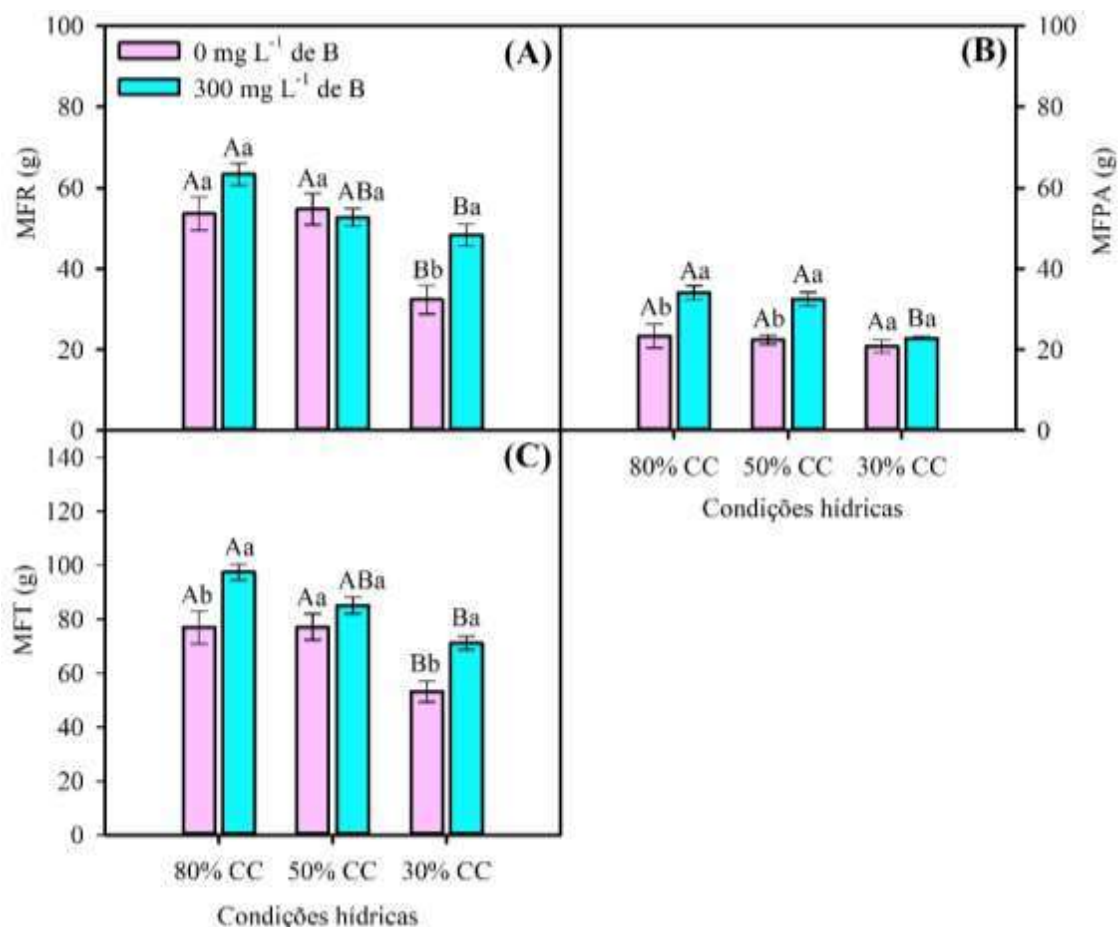 100
80
60
40
20
0
MFR (g)
0 mg L⁻¹ de B
300 mg L⁻¹ de B
(A)
Aa
Aa
Aa
ABa
Bb
Ba
(B)
100
80
60
40
20
0
MFPA (g)
Ab
Aa
Ab
Aa
Aa
Ba
80% CC
50% CC
30% CC
Condições hídricas
(C)
140
120
100
80
60
40
20
0
MFT (g)
Ab
Aa
Aa
ABa
Bb
Ba
80% CC
50% CC
30% CC
Condições hídricas